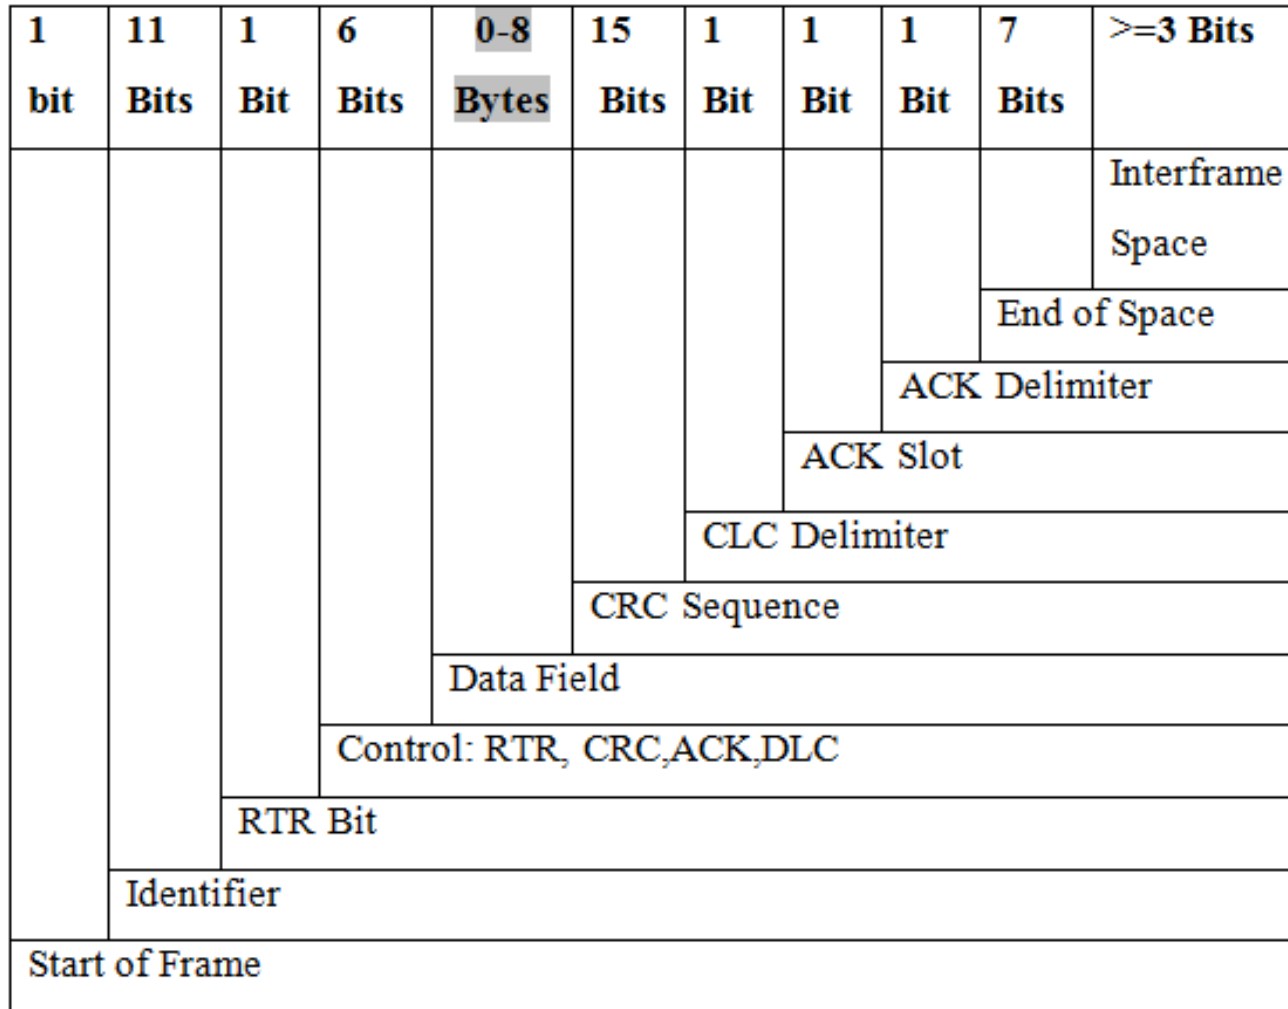 1 11 1 6 0-8 15 1 1 1 7 >=3 Bits
bit Bits Bit Bits Bytes Bits Bit Bit Bit Bits
Interframe
Space
End of Space
ACK Delimiter
ACK Slot
CLC Delimiter
CRC Sequence
Data Field
Control: RTR, CRC,ACK,DLC
RTR Bit
Identifier
Start of Frame